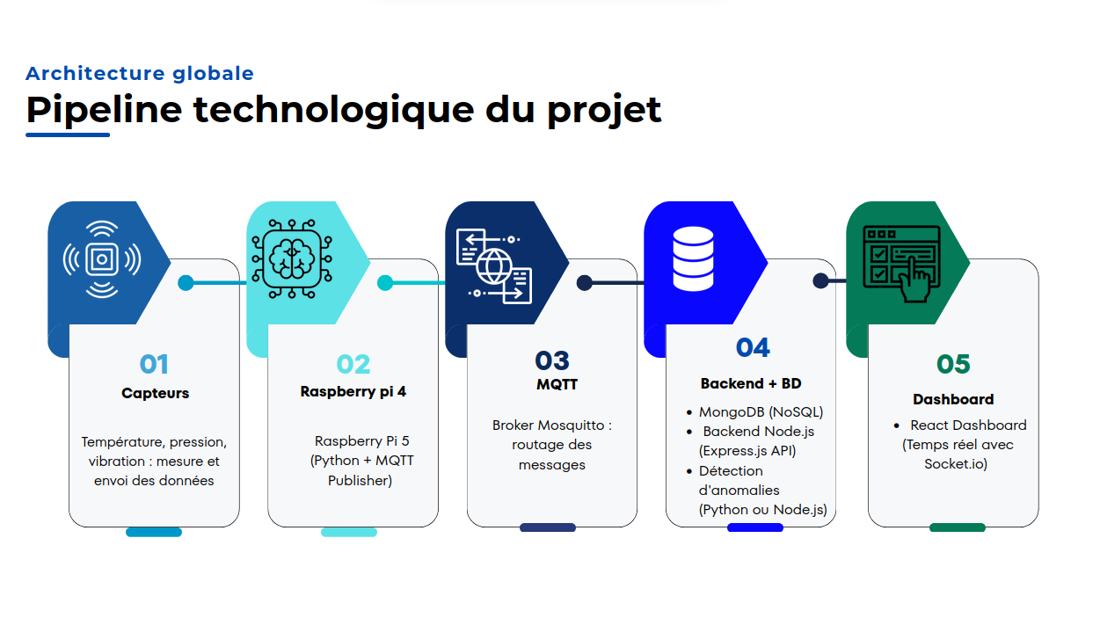 Architecture globale
Pipeline technologique du projet
01
Capteurs
Température, pression,
vibration : mesure et
envoi des données
02
Raspberry pi 4
Raspberry Pi 5
(Python + MQTT
Publisher)
03
MQTT
Broker Mosquitto :
routage des
messages
04
Backend + BD
• MongoDB (NoSQL)
• Backend Node.js
(Express.js API)
• Détection
d'anomalies
(Python ou Node.js)
05
Dashboard
• React Dashboard
(Temps réel avec
Socket.io)